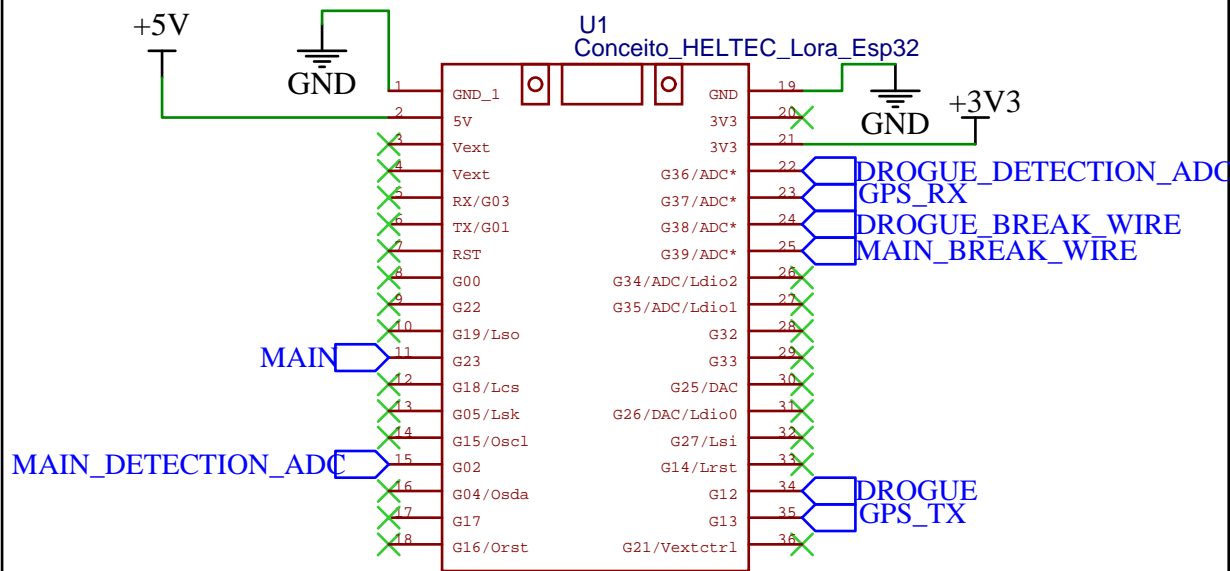 +5V
GND
U1
Conceito_HELTEC_Lora_Esp32
GND
+3V3
1 GND_1 GND 19
2 5V 3V3 20
3 Vext 3V3 21
4 Vext G36/ADC* 22 DROGUE_DETECTION_ADC
5 RX/G03 G37/ADC* 23 GPS_RX
6 TX/G01 G38/ADC* 24 DROGUE_BREAK_WIRE
7 RST G39/ADC* 25 MAIN_BREAK_WIRE
8 G00 G34/ADC/Ldio2 26
9 G22 G35/ADC/Ldio1 27
10 G19/Lso G32 28
MAIN 11 G23 G33 29
12 G18/Lcs G25/DAC 30
13 G05/Lsk G26/DAC/Ldio0 31
14 G15/Oscl G27/Lsi 32
MAIN_DETECTION_ADC 15 G02 G14/Lrst 33
16 G04/Osda G12 34 DROGUE
17 G17 G13 35 GPS_TX
18 G16/Orst G21/Vextctrl 36